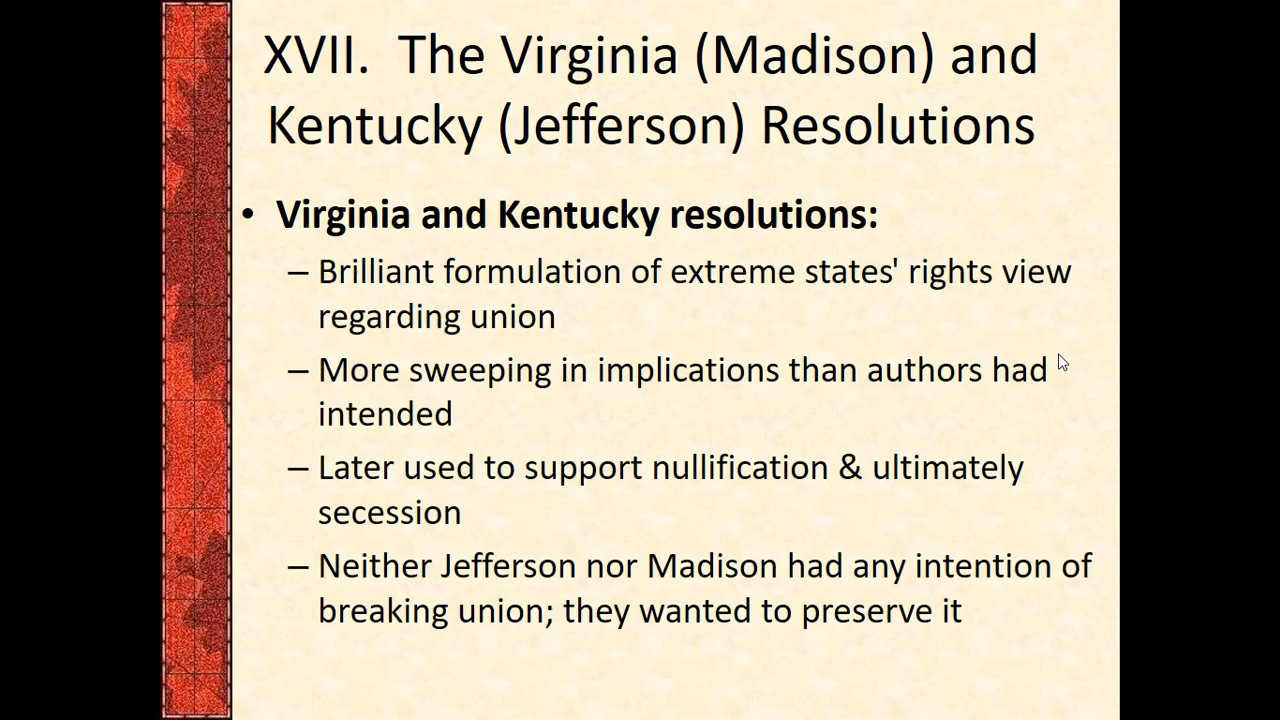 XVII. The Virginia (Madison) and
Kentucky (Jefferson) Resolutions
• Virginia and Kentucky resolutions:
– Brilliant formulation of extreme states' rights view
regarding union
– More sweeping in implications than authors had
intended
– Later used to support nullification & ultimately
secession
– Neither Jefferson nor Madison had any intention of
breaking union; they wanted to preserve it